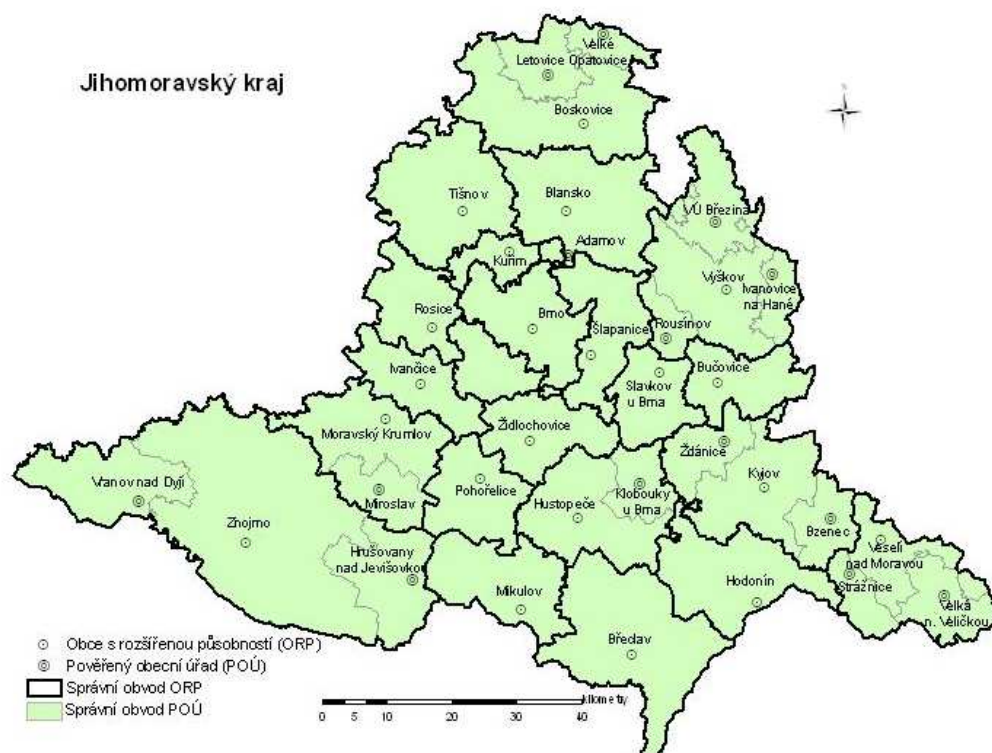 Jihomoravský kraj
Velké
Letovice Opatovice
Boskovice
Tišnov
Blansko
VÚ Březina
Kuřim
Adamov
Vyškov
Ivanovice
na Hané
Rosice
Brno
Šlapanice
Rousínov
Ivančice
Slavkov
u Brna
Bučovice
Moravský Krumlov
Židlochovice
Ždánice
Vranov nad Dyjí
Miroslav
Pohořelice
Hustopeče
Klobouky
u Brna
Kyjov
Znojmo
Hrušovany
nad Jevišovkou
Bzenec
Veselí
nad Moravou
Strážnice
Mikulov
Hodonín
Velká
n. Veličkou
Břeclav
Obce s rozšířenou působností (ORP)
Pověřený obecní úřad (POÚ)
Správní obvod ORP
Správní obvod POÚ
kilometry
0 5 10 20 30 40